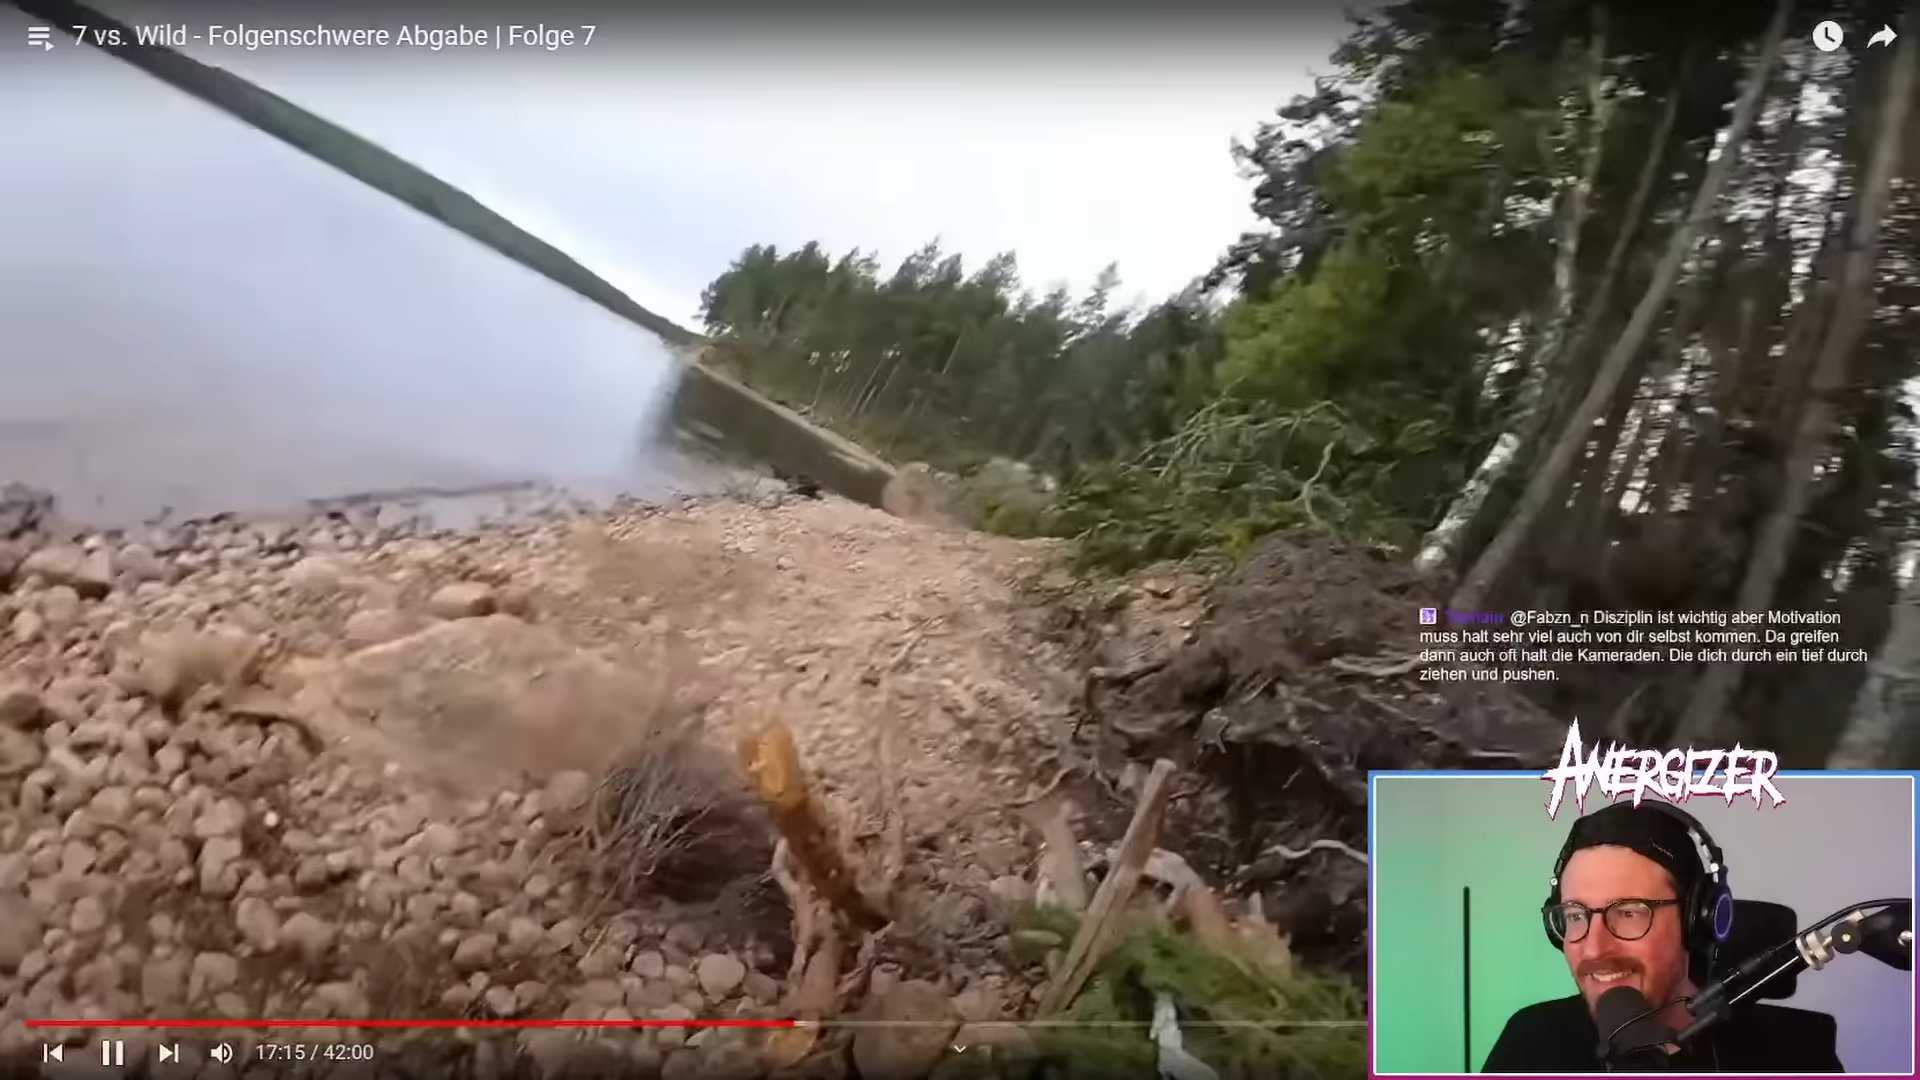 7 vs. Wild - Folgenschwere Abgabe | Folge 7
@Fabzn_n Disziplin ist wichtig aber Motivation
muss halt sehr viel auch von dir selbst kommen. Da greifen
dann auch oft halt die Kameraden. Die dich durch ein tief durch
ziehen und pushen.
ANERGIZER
17:15 / 42:00